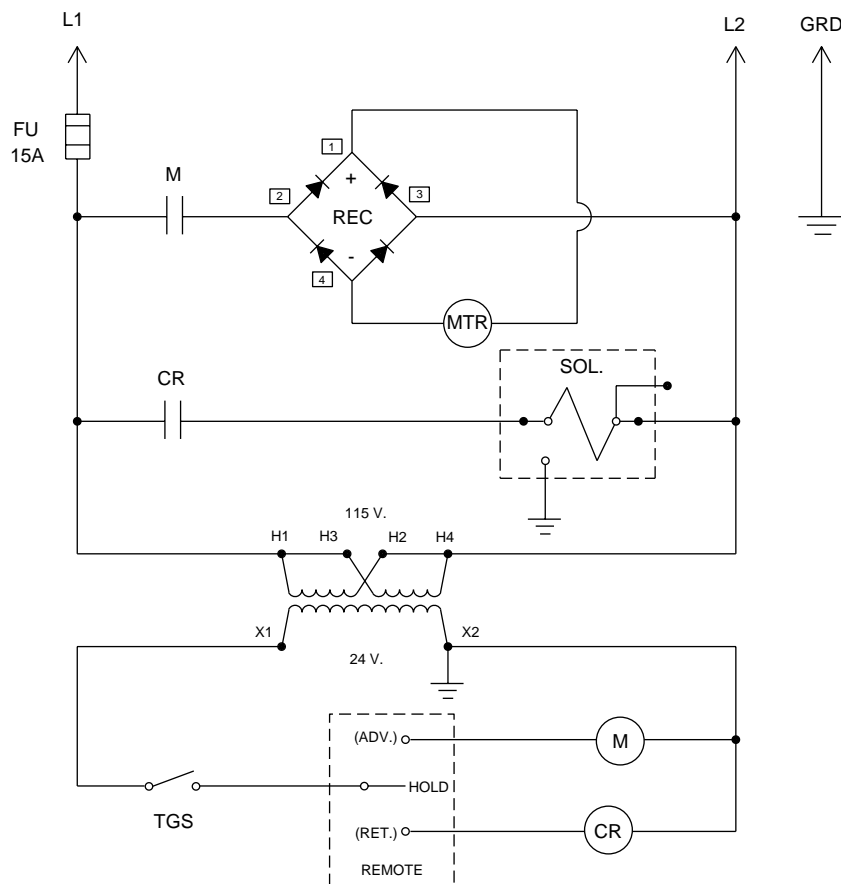 L1
L2
GRD
FU
15A
M
1
2
+
3
REC
4
-
MTR
CR
SOL.
115 V.
H1
H3
H2
H4
X1
X2
24 V.
(ADV.)
M
HOLD
TGS
(RET.)
CR
REMOTE